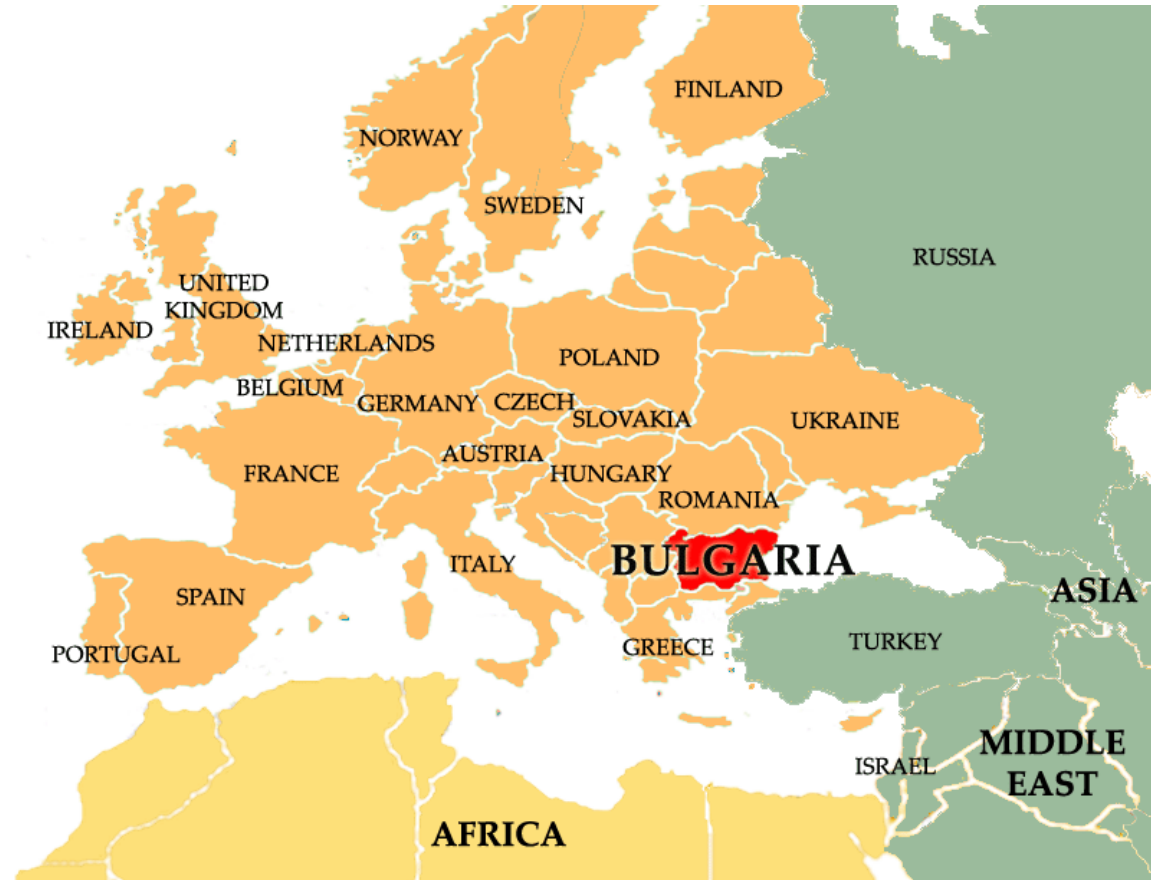 FINLAND
NORWAY
SWEDEN
RUSSIA
UNITED
KINGDOM
IRELAND
NETHERLANDS
POLAND
BELGIUM
GERMANY
CZECH
SLOVAKIA
UKRAINE
AUSTRIA
FRANCE
HUNGARY
ROMANIA
BULGARIA
ITALY
ASIA
SPAIN
GREECE
TURKEY
PORTUGAL
MIDDLE
EAST
ISRAEL
AFRICA